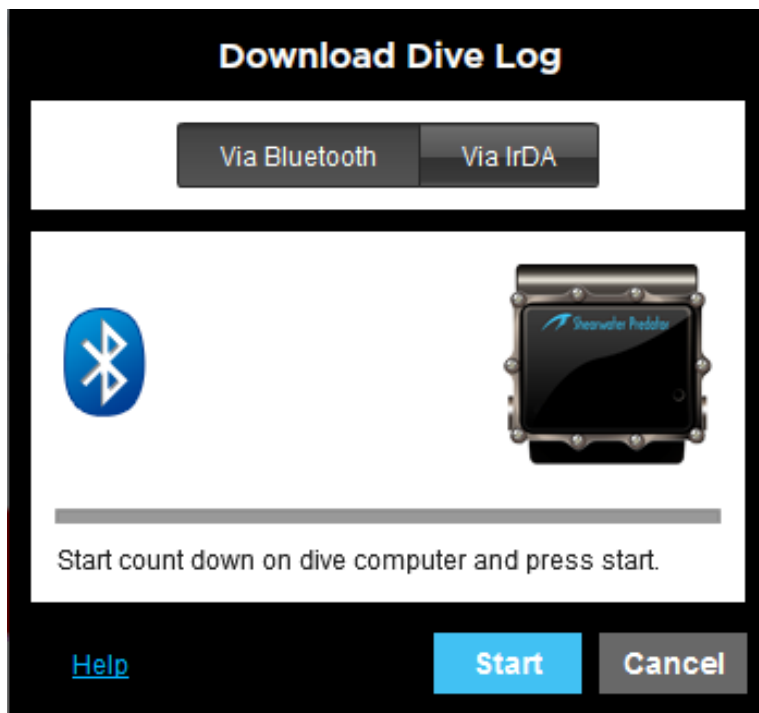 Download Dive Log
Via Bluetooth Via IrDA
Shearwater Predator
Start count down on dive computer and press start.
Help Start Cancel